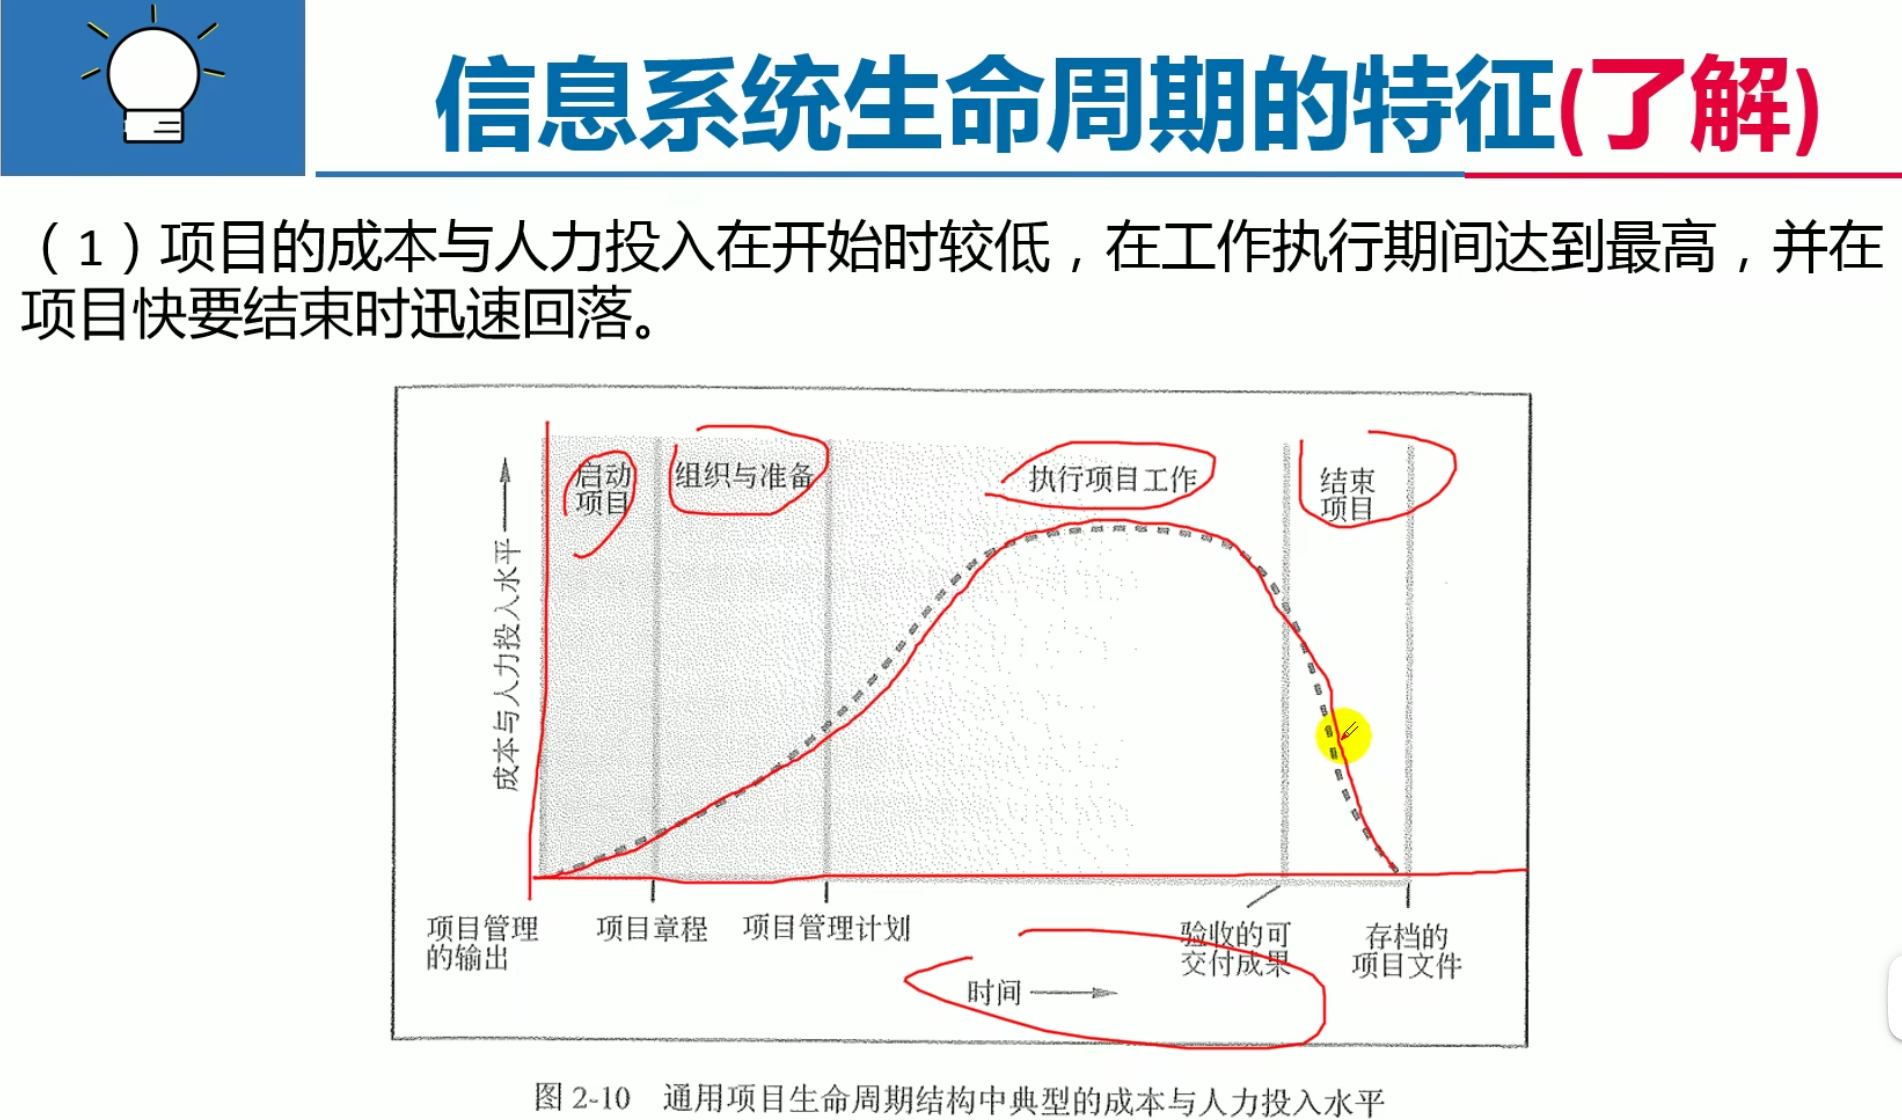 信息系统生命周期的特征(了解)
（1）项目的成本与人力投入在开始时较低，在工作执行期间达到最高，并在
项目快要结束时迅速回落。
启动
项目
组织与准备
执行项目工作
结束
项目
成本与人力投入水平
项目管理
的输出
项目章程
项目管理计划
验收的可
交付成果
存档的
项目文件
时间
图 2-10 通用项目生命周期结构中典型的成本与人力投入水平